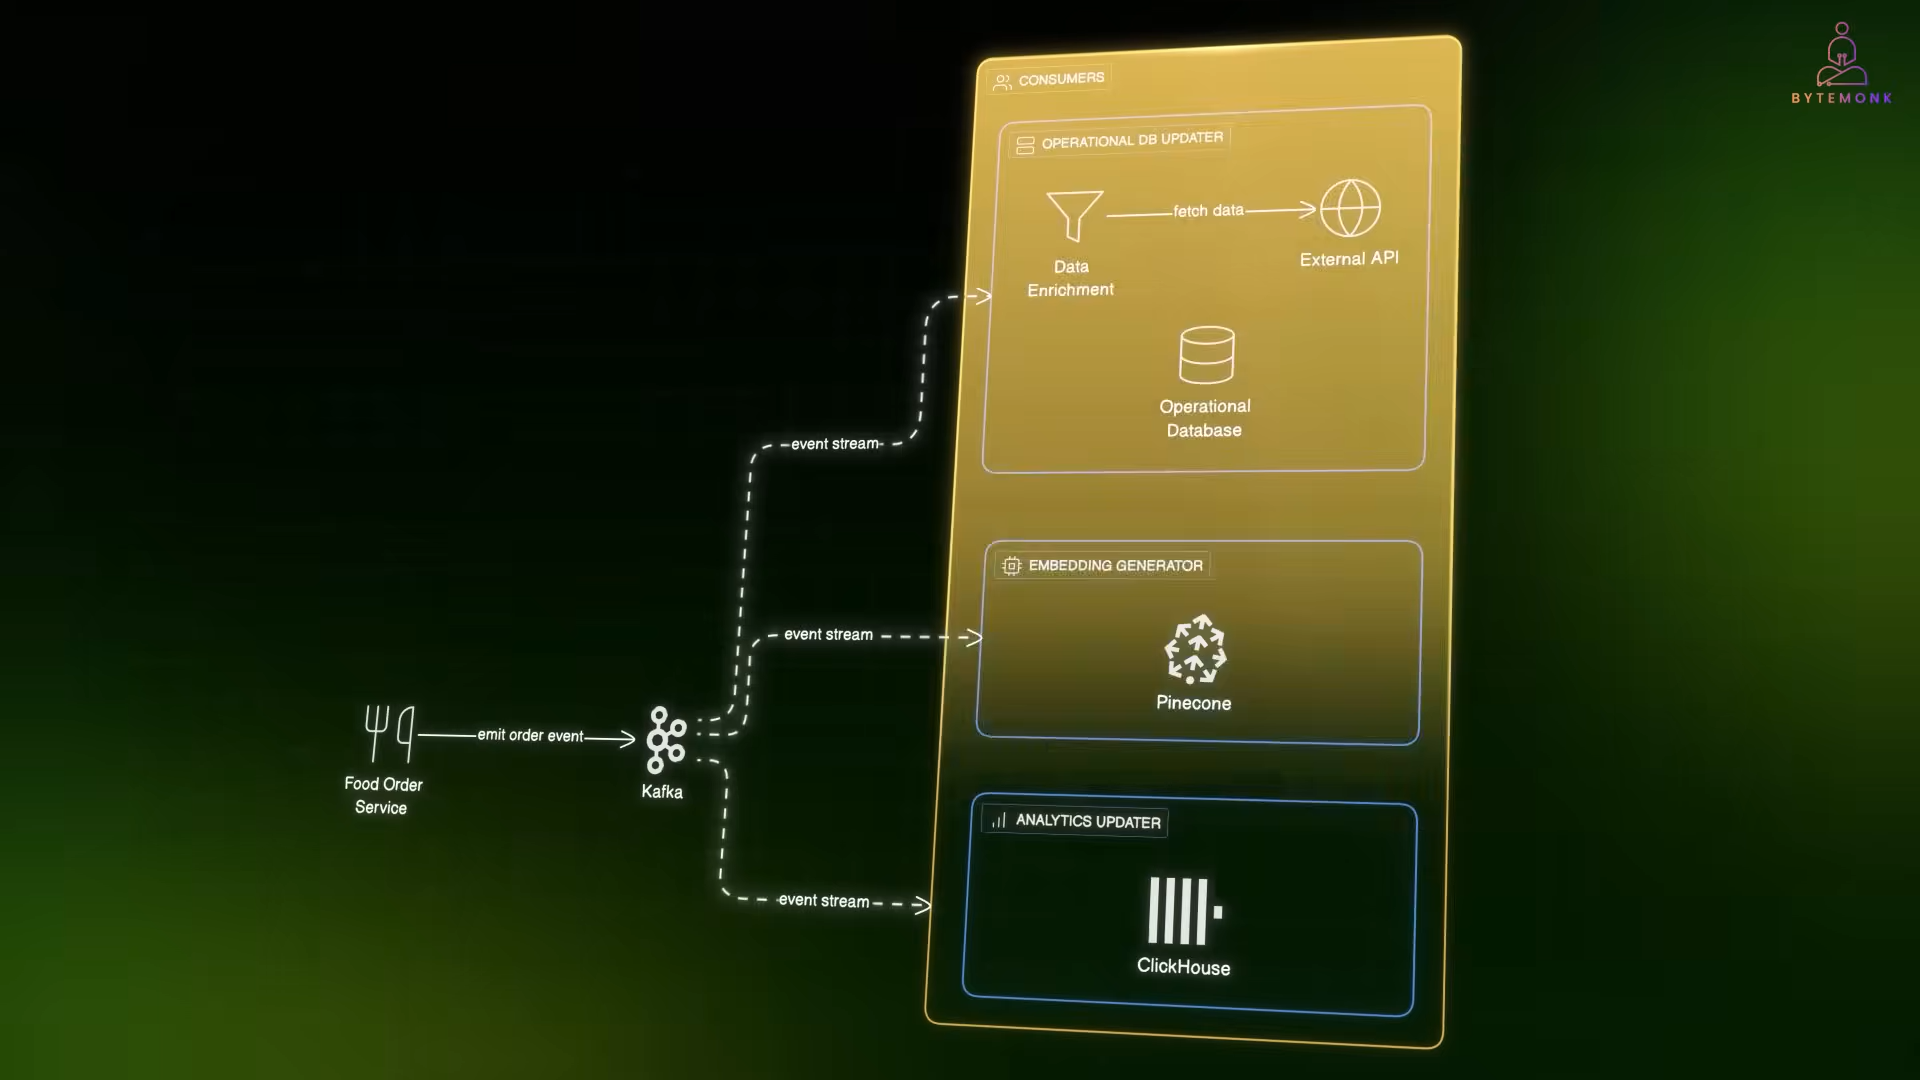 BYTEMONK
CONSUMERS
OPERATIONAL DB UPDATER
fetch data
Data
Enrichment
External API
Operational
Database
event stream
EMBEDDING GENERATOR
event stream
Pinecone
emit order event
Food Order
Service
Kafka
ANALYTICS UPDATER
event stream
ClickHouse